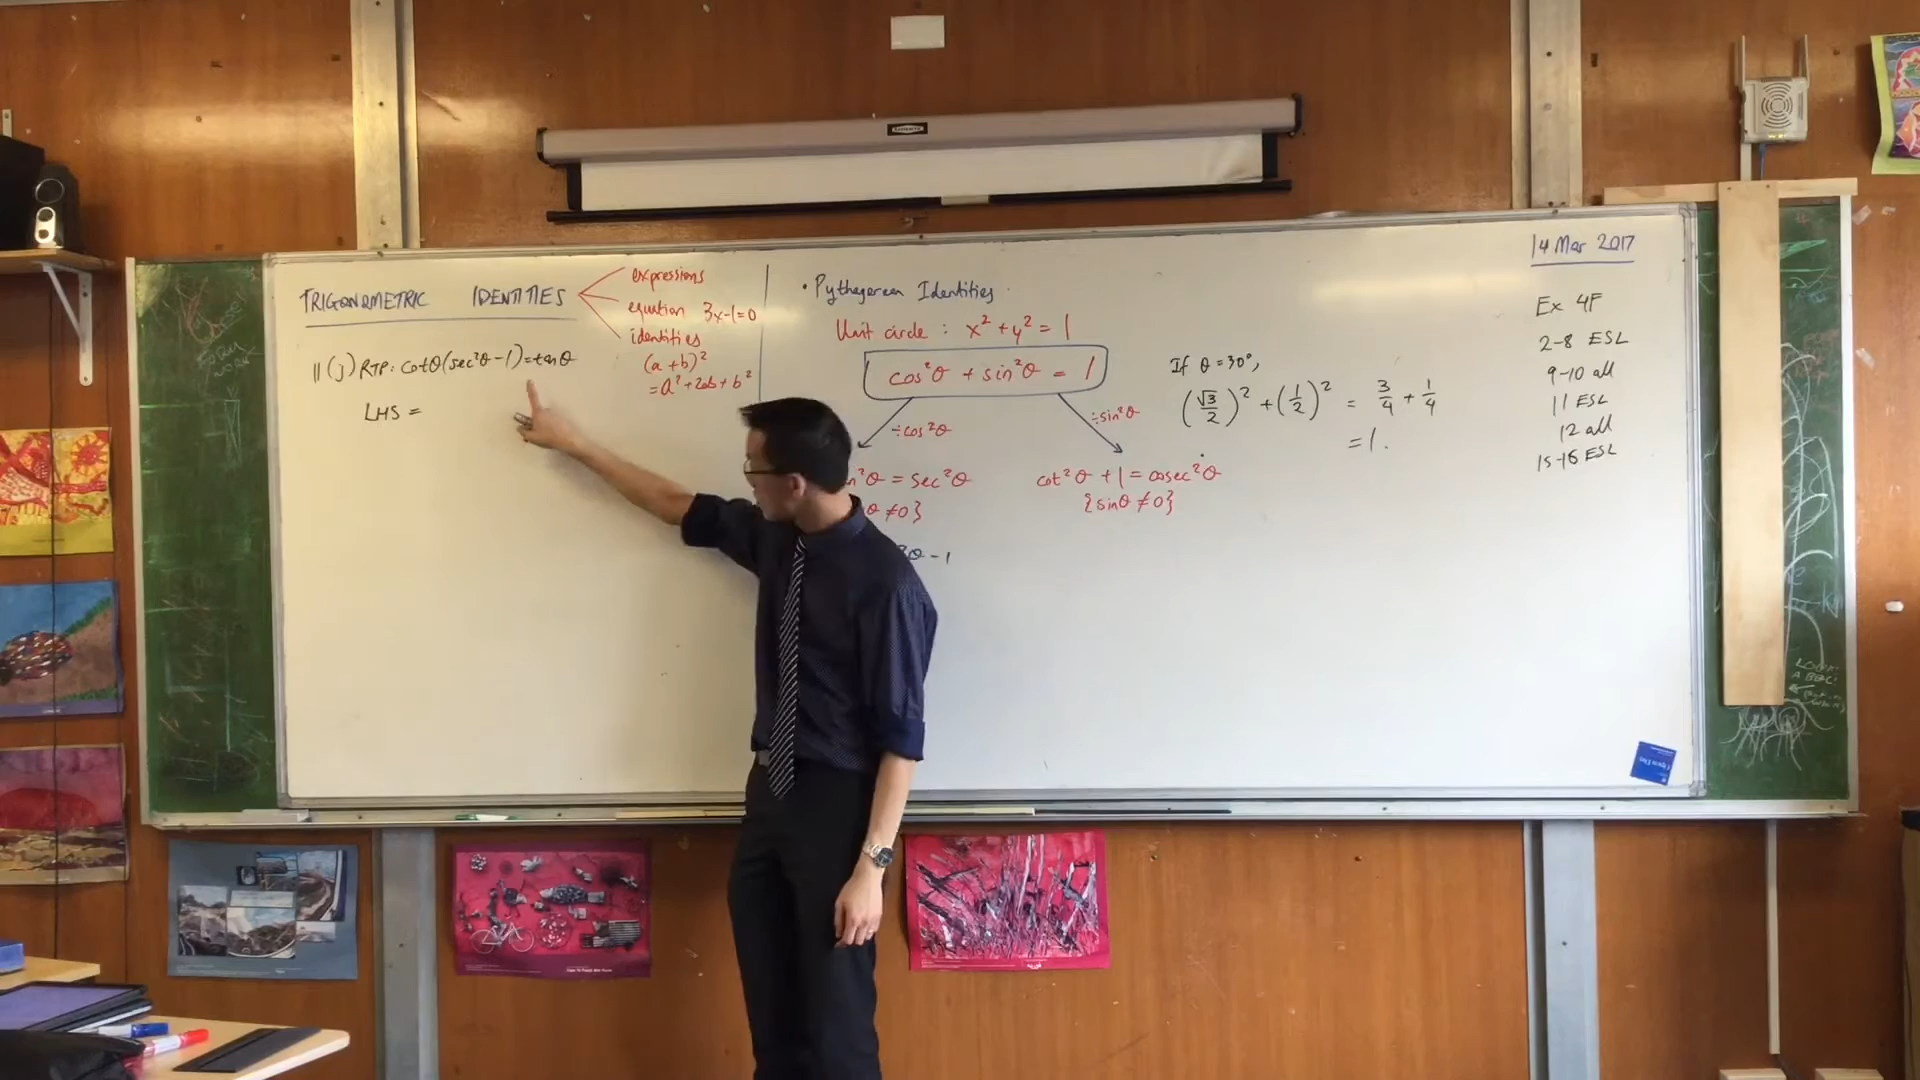 TRIGONOMETRIC IDENTITIES
expressions
equation 3x-1=0
identities
(a+b)²
=a²+2ab+b²
11 (j) RTP: cotθ(sec²θ-1)=tanθ
LHS =
• Pythagorean Identities
Unit circle : x²+y²=1
cos²θ + sin²θ = 1
÷cos²θ
÷sin²θ
n²θ = sec²θ
θ ≠0}
cot²θ +1 = cosec²θ
{sinθ ≠ 0}
²θ -1
If θ = 30°,
(√3/2)² + (1/2)² = 3/4 + 1/4
=1.
14 Mar 2017
Ex 4F
2-8 ESL
9-10 all
11 ESL
12 all
15-16 ESL